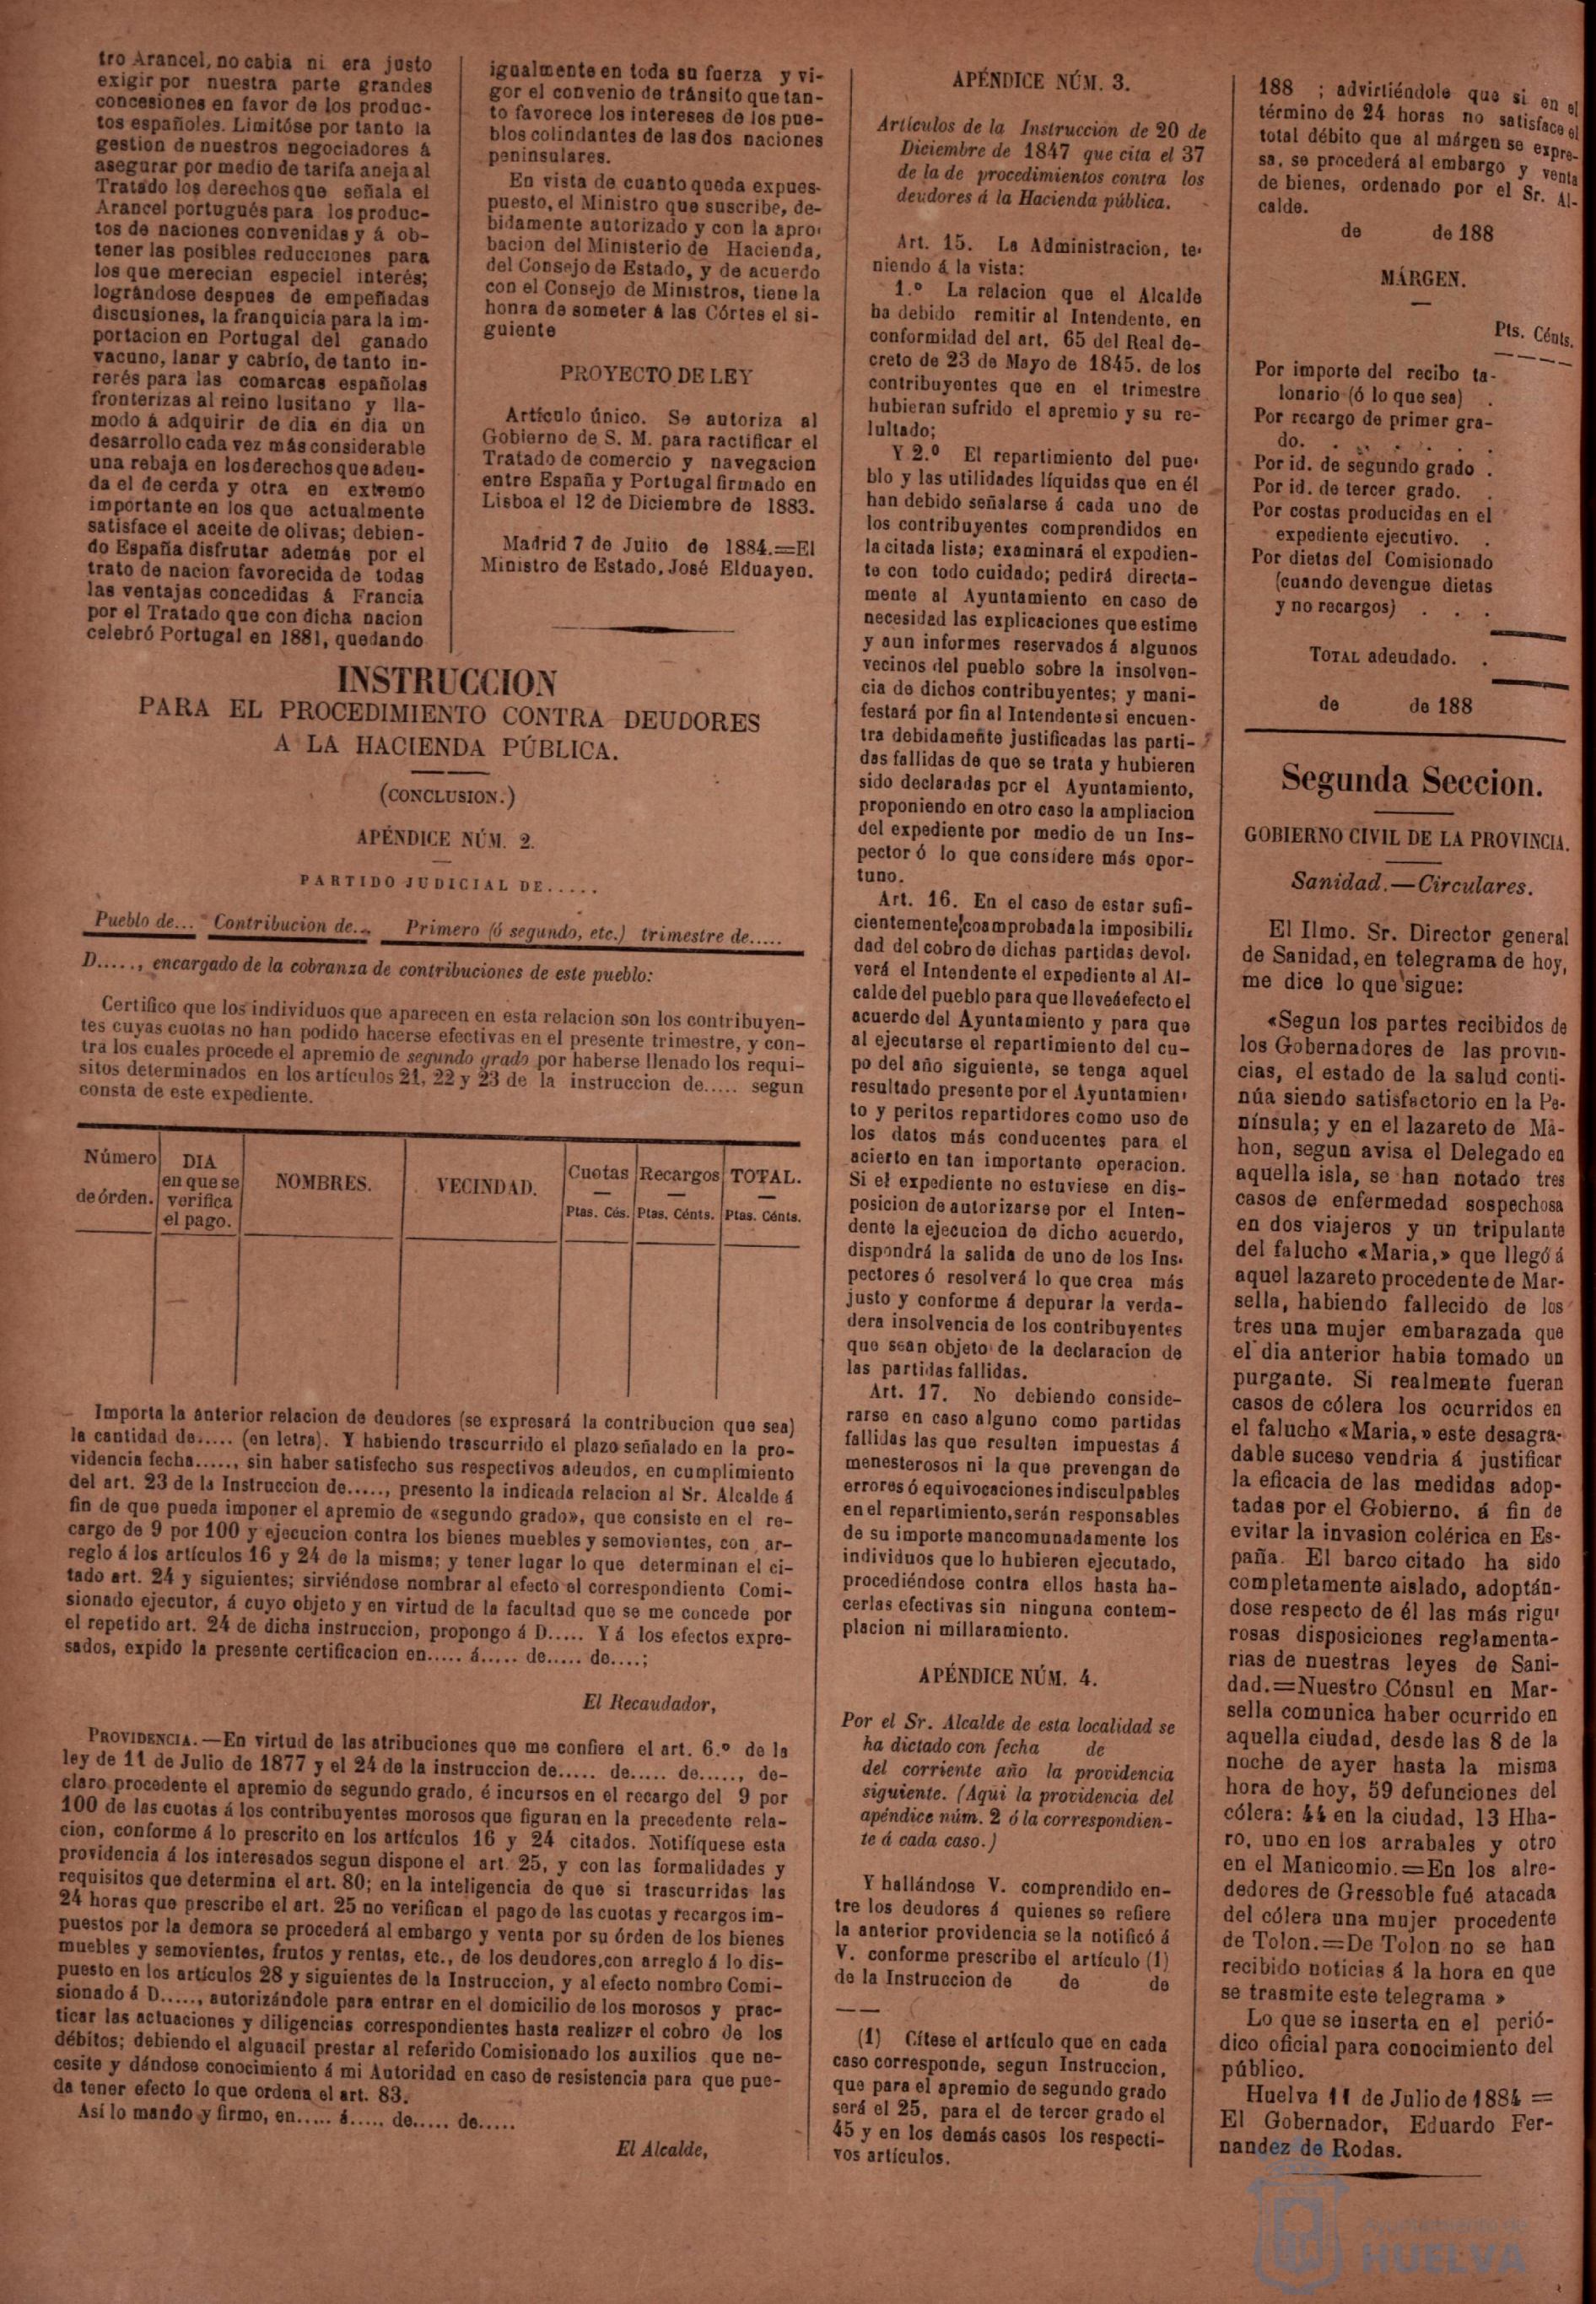 tro Arancel, no cabia ni era justo
exigir por nuestra parte grandes
concesiones en favor de los produc-
tos españoles. Limitóse por tanto la
gestion de nuestros negociadores á
asegurar por medio de tarifa aneja al
Tratado los derechos que señala el
Arancel portugués para los produc-
tos de naciones convenidas y á ob-
tener las posibles reducciones para
los que merecian especiel interés;
lográndose despues de empeñadas
discusiones, la franquicia para la im-
portacion en Portugal del ganado
vacuno, lanar y cabrío, de tanto in-
rerés para las comarcas españolas
fronterizas al reino lusitano y lla-
modo á adquirir de dia en dia un
desarrollo cada vez más considerable
una rebaja en los derechos que adeu-
da el de cerda y otra en extremo
importante en los que actualmente
satisface el aceite de olivas; debien-
do España disfrutar además por el
trato de nacion favorecida de todas
las ventajas concedidas á Francia
por el Tratado que con dicha nacion
celebró Portugal en 1881, quedando
igualmente en toda su fuerza y vi-
gor el convenio de tránsito que tan-
to favorece los intereses de los pue-
blos colindantes de las dos naciones
peninsulares.
En vista de cuanto queda expues-
puesto, el Ministro que suscribe, de-
bidamente autorizado y con la apro-
bacion del Ministerio de Hacienda,
del Consejo de Estado, y de acuerdo
con el Consejo de Ministros, tiene la
honra de someter á las Córtes el si-
guiente
PROYECTO DE LEY
Artículo único. Se autoriza al
Gobierno de S. M. para ractificar el
Tratado de comercio y navegacion
entre España y Portugal firmado en
Lisboa el 12 de Diciembre de 1883.
Madrid 7 de Juiio de 1884.=El
Ministro de Estado, José Elduayen.
INSTRUCCION
PARA EL PROCEDIMIENTO CONTRA DEUDORES
A LA HACIENDA PÚBLICA.
(CONCLUSION.)
APÉNDICE NÚM. 2.
PARTIDO JUDICIAL DE.....
Pueblo de... Contribucion de... Primero (ó segundo, etc.) trimestre de.....
D....., encargado de la cobranza de contribuciones de este pueblo:
Certifico que los individuos que aparecen en esta relacion son los contribuyen-
tes cuyas cuotas no han podido hacerse efectivas en el presente trimestre, y con-
tra los cuales procede el apremio de segundo grado por haberse llenado los requi-
sitos determinados en los artículos 21, 22 y 23 de la instruccion de..... segun
consta de este expediente.
Número de órden.
DIA en que se verifica el pago.
NOMBRES.
VECINDAD.
Cuotas — Ptas. Cés.
Recargos — Ptas. Cénts.
TOTAL. — Ptas. Cénts.
Importa la anterior relacion de deudores (se expresará la contribucion que sea)
la cantidad de..... (en letra). Y habiendo trascurrido el plazo señalado en la pro-
videncia fecha....., sin haber satisfecho sus respectivos adeudos, en cumplimiento
del art. 23 de la Instruccion de....., presento la indicada relacion al Sr. Alcalde á
fin de que pueda imponer el apremio de «segundo grado», que consiste en el re-
cargo de 9 por 100 y ejecucion contra los bienes muebles y semovientes, con ar-
reglo á los artículos 16 y 24 de la misma; y tener lugar lo que determinan el ci-
tado art. 24 y siguientes; sirviéndose nombrar al efecto el correspondiente Comi-
sionado ejecutor, á cuyo objeto y en virtud de la facultad que se me concede por
el repetido art. 24 de dicha instruccion, propongo á D..... Y á los efectos expre-
sados, expido la presente certificacion en..... á..... de..... de....;
El Recaudador,
PROVIDENCIA.—En virtud de las atribuciones que me confiere el art. 6.º de la
ley de 11 de Julio de 1877 y el 24 de la instruccion de..... de..... de....., de-
claro procedente el apremio de segundo grado, é incursos en el recargo del 9 por
100 de las cuotas á los contribuyentes morosos que figuran en la precedente rela-
cion, conforme á lo prescrito en los artículos 16 y 24 citados. Notifíquese esta
providencia á los interesados segun dispone el art. 25, y con las formalidades y
requisitos que determina el art. 80; en la inteligencia de que si trascurridas las
24 horas que prescribe el art. 25 no verifican el pago de las cuotas y recargos im-
puestos por la demora se procederá al embargo y venta por su órden de los bienes
muebles y semovientes, frutos y rentas, etc., de los deudores, con arreglo á lo dis-
puesto en los artículos 28 y siguientes de la Instruccion, y al efecto nombro Comi-
sionado á D....., autorizándole para entrar en el domicilio de los morosos y prac-
ticar las actuaciones y diligencias correspondientes hasta realizar el cobro de los
débitos; debiendo el alguacil prestar al referido Comisionado los auxilios que ne-
cesite y dándose conocimiento á mi Autoridad en caso de resistencia para que pue-
da tener efecto lo que ordena el art. 83.
Así lo mando y firmo, en..... á..... de..... de.....
El Alcalde,
APÉNDICE NÚM. 3.
Artículos de la Instruccion de 20 de
Diciembre de 1847 que cita el 37
de la de procedimientos contra los
deudores á la Hacienda pública.
Art. 15. La Administracion, te-
niendo á la vista:
1.º La relacion que el Alcalde
ha debido remitir al Intendente, en
conformidad del art. 65 del Real de-
creto de 23 de Mayo de 1845. de los
contribuyentes que en el trimestre
hubieran sufrido el apremio y su re-
lultado;
Y 2.º El repartimiento del pue-
blo y las utilidades líquidas que en él
han debido señalarse á cada uno de
los contribuyentes comprendidos en
la citada lista; examinará el expedien-
te con todo cuidado; pedirá directa-
mente al Ayuntamiento en caso de
necesidad las explicaciones que estime
y aun informes reservados á algunos
vecinos del pueblo sobre la insolven-
cia de dichos contribuyentes; y mani-
festará por fin al Intendente si encuen-
tra debidamente justificadas las parti-
das fallidas de que se trata y hubieren
sido declaradas por el Ayuntamiento,
proponiendo en otro caso la ampliacion
del expediente por medio de un Ins-
pector ó lo que considere más opor-
tuno.
Art. 16. En el caso de estar sufi-
cientemente coamprobada la imposibili-
dad del cobro de dichas partidas devol-
verá el Intendente el expediente al Al-
calde del pueblo para que lleve á efecto el
acuerdo del Ayuntamiento y para que
al ejecutarse el repartimiento del cu-
po del año siguiente, se tenga aquel
resultado presente por el Ayuntamien-
to y peritos repartidores como uso de
los datos más conducentes para el
acierto en tan importante operacion.
Si el expediente no estuviese en dis-
posicion de autorizarse por el Inten-
dente la ejecucion de dicho acuerdo,
dispondrá la salida de uno de los Ins-
pectores ó resolverá lo que crea más
justo y conforme á depurar la verda-
dera insolvencia de los contribuyentes
que sean objeto de la declaracion de
las partidas fallidas.
Art. 17. No debiendo conside-
rarse en caso alguno como partidas
fallidas las que resulten impuestas á
menesterosos ni la que prevengan de
errores ó equivocaciones indisculpables
en el repartimiento, serán responsables
de su importe mancomunadamente los
individuos que lo hubieren ejecutado,
procediéndose contra ellos hasta ha-
cerlas efectivas sin ninguna contem-
placion ni millaramiento.
APÉNDICE NÚM. 4.
Por el Sr. Alcalde de esta localidad se
ha dictado con fecha de
del corriente año la providencia
siguiente. (Aqui la providencia del
apéndice núm. 2 ó la correspondien-
te á cada caso.)
Y hallándose V. comprendido en-
tre los deudores á quienes se refiere
la anterior providencia se la notificó á
V. conforme prescribe el artículo (1)
de la Instruccion de de de
(1) Cítese el artículo que en cada
caso corresponde, segun Instruccion,
que para el apremio de segundo grado
será el 25, para el de tercer grado el
45 y en los demás casos los respecti-
vos artículos.
188 ; advirtiéndole que si en el
término de 24 horas no satisface el
total débito que al márgen se expre-
sa, se procederá al embargo y venta
de bienes, ordenado por el Sr. Al-
calde.
de de 188
MÁRGEN.
Pts. Cénts.
Por importe del recibo ta-
lonario (ó lo que sea) .
Por recargo de primer gra-
do. . . . . .
Por id. de segundo grado .
Por id. de tercer grado. .
Por costas producidas en el
expediente ejecutivo. .
Por dietas del Comisionado
(cuando devengue dietas
y no recargos) . . .
TOTAL adeudado. .
de de 188
Segunda Seccion.
GOBIERNO CIVIL DE LA PROVINCIA.
Sanidad.—Circulares.
El Ilmo. Sr. Director general
de Sanidad, en telegrama de hoy,
me dice lo que sigue:
«Segun los partes recibidos de
los Gobernadores de las provin-
cias, el estado de la salud conti-
núa siendo satisfactorio en la Pe-
nínsula; y en el lazareto de Ma-
hon, segun avisa el Delegado en
aquella isla, se han notado tres
casos de enfermedad sospechosa
en dos viajeros y un tripulante
del falucho «Maria,» que llegó á
aquel lazareto procedente de Mar-
sella, habiendo fallecido de los
tres una mujer embarazada que
el dia anterior habia tomado un
purgante. Si realmente fueran
casos de cólera los ocurridos en
el falucho «Maria,» este desagra-
dable suceso vendria á justificar
la eficacia de las medidas adop-
tadas por el Gobierno, á fin de
evitar la invasion colérica en Es-
paña. El barco citado ha sido
completamente aislado, adoptán-
dose respecto de él las más rigu-
rosas disposiciones reglamenta-
rias de nuestras leyes de Sani-
dad.=Nuestro Cónsul en Mar-
sella comunica haber ocurrido en
aquella ciudad, desde las 8 de la
noche de ayer hasta la misma
hora de hoy, 59 defunciones del
cólera: 44 en la ciudad, 13 Hha-
ro, uno en los arrabales y otro
en el Manicomio.=En los alre-
dedores de Gressoble fué atacada
del cólera una mujer procedente
de Tolon.=De Tolon no se han
recibido noticias á la hora en que
se trasmite este telegrama »
Lo que se inserta en el perió-
dico oficial para conocimiento del
público.
Huelva 11 de Julio de 1884 =
El Gobernador, Eduardo Fer-
nandez de Rodas.
HUELVA